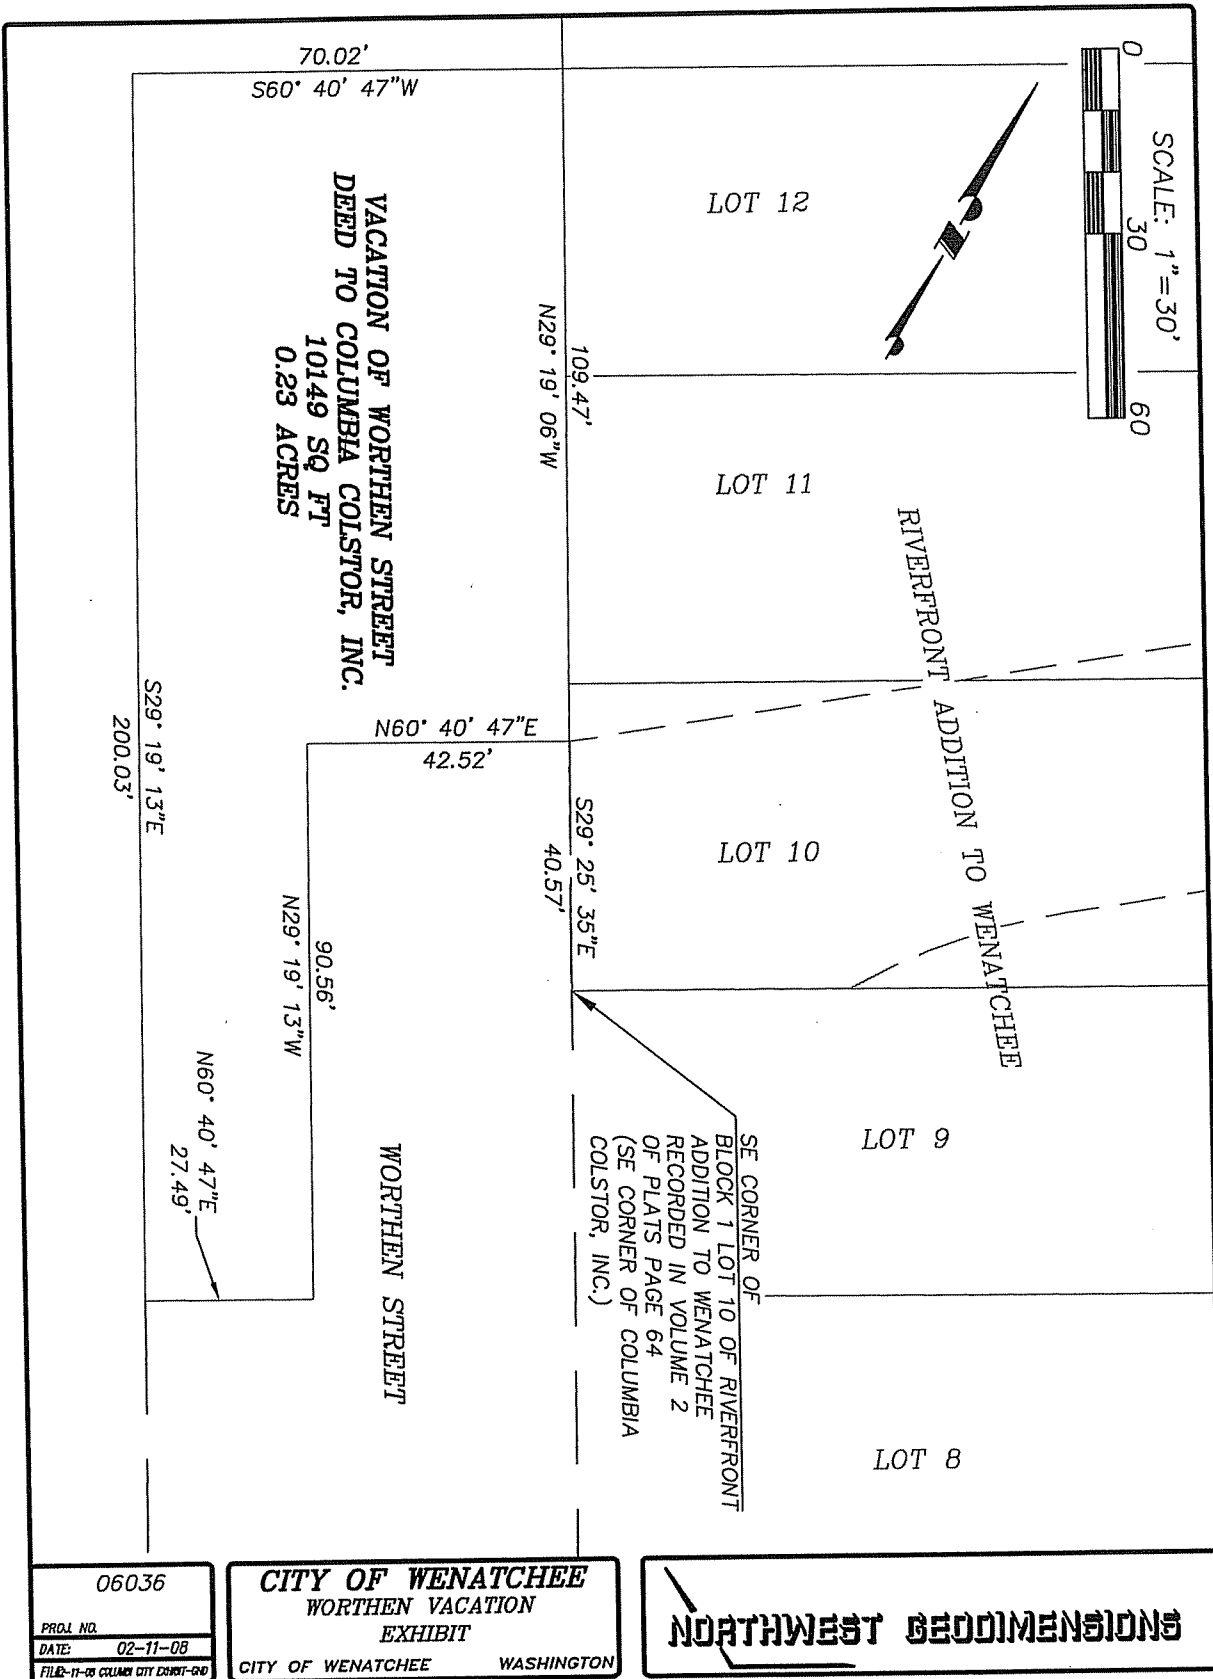 70.02'
S60° 40' 47"W
0
30
60
SCALE: 1"=30'
LOT 12
VACATION OF WORTHEN STREET
DEED TO COLUMBIA COLSTOR, INC.
10149 SQ FT
0.23 ACRES
109.47'
N29° 19' 06"W
LOT 11
RIVERFRONT ADDITION TO WENATCHEE
S29° 19' 13"E
200.03'
N60° 40' 47"E
42.52'
S29° 25' 35"E
40.57'
LOT 10
90.56'
N29° 19' 13"W
N60° 40' 47"E
27.49'
WORTHEN STREET
SE CORNER OF
BLOCK 1 LOT 10 OF RIVERFRONT
ADDITION TO WENATCHEE
RECORDED IN VOLUME 2
OF PLATS PAGE 64
(SE CORNER OF COLUMBIA
COLSTOR, INC.)
LOT 9
LOT 8
06036
PROJ. NO.
DATE: 02-11-08
CITY OF WENATCHEE
WORTHEN VACATION
EXHIBIT
CITY OF WENATCHEE WASHINGTON
NORTHWEST GEODIMENSIONS